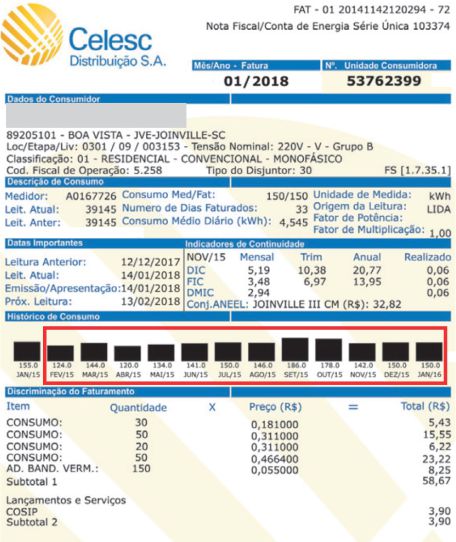 FAT - 01 20141142120294 - 72
Nota Fiscal/Conta de Energia Série Única 103374
Celesc
Distribuição S.A.
Mês/Ano - Fatura Nº. Unidade Consumidora
01/2018 53762399
Dados do Consumidor
89205101 - BOA VISTA - JVE-JOINVILLE-SC
Loc/Etapa/Liv: 0301 / 09 / 003153 - Tensão Nominal: 220V - V - Grupo B
Classificação: 01 - RESIDENCIAL - CONVENCIONAL - MONOFÁSICO
Cod. Fiscal de Operação: 5.258 Tipo do Disjuntor: 30 FS [1.7.35.1]
Descrição de Consumo
Medidor: A0167726 Consumo Med/Fat: 150/150 Unidade de Medida: kWh
Leit. Atual: 39145 Numero de Dias Faturados: 33 Origem da Leitura: LIDA
Leit. Anter: 39145 Consumo Médio Diário (kWh): 4,545 Fator de Potência:
Fator de Multiplicação: 1,00
Datas Importantes Indicadores de Continuidade
Leitura Anterior: 12/12/2017 NOV/15 Mensal Trim Anual Realizado
Leit. Atual: 14/01/2018 DIC 5,19 10,38 20,77 0,06
Emissão/Apresentação: 14/01/2018 FIC 3,48 6,97 13,95 0,06
Próx. Leitura: 13/02/2018 DMIC 2,94 0,06
Conj.ANEEL: JOINVILLE III CM (R$): 32,82
Histórico de Consumo
155.0 124.0 144.0 120.0 134.0 141.0 150.0 146.0 186.0 178.0 142.0 150.0 150.0
JAN/15 FEV/15 MAR/15 ABR/15 MAI/15 JUN/15 JUL/15 AGO/15 SET/15 OUT/15 NOV/15 DEZ/15 JAN/16
Discriminação do Faturamento
Item Quantidade X Preço (R$) = Total (R$)
CONSUMO: 30 0,181000 5,43
CONSUMO: 50 0,311000 15,55
CONSUMO: 20 0,311000 6,22
CONSUMO: 50 0,466400 23,22
AD. BAND. VERM.: 150 0,055000 8,25
Subtotal 1 58,67
Lançamentos e Serviços
COSIP 3,90
Subtotal 2 3,90